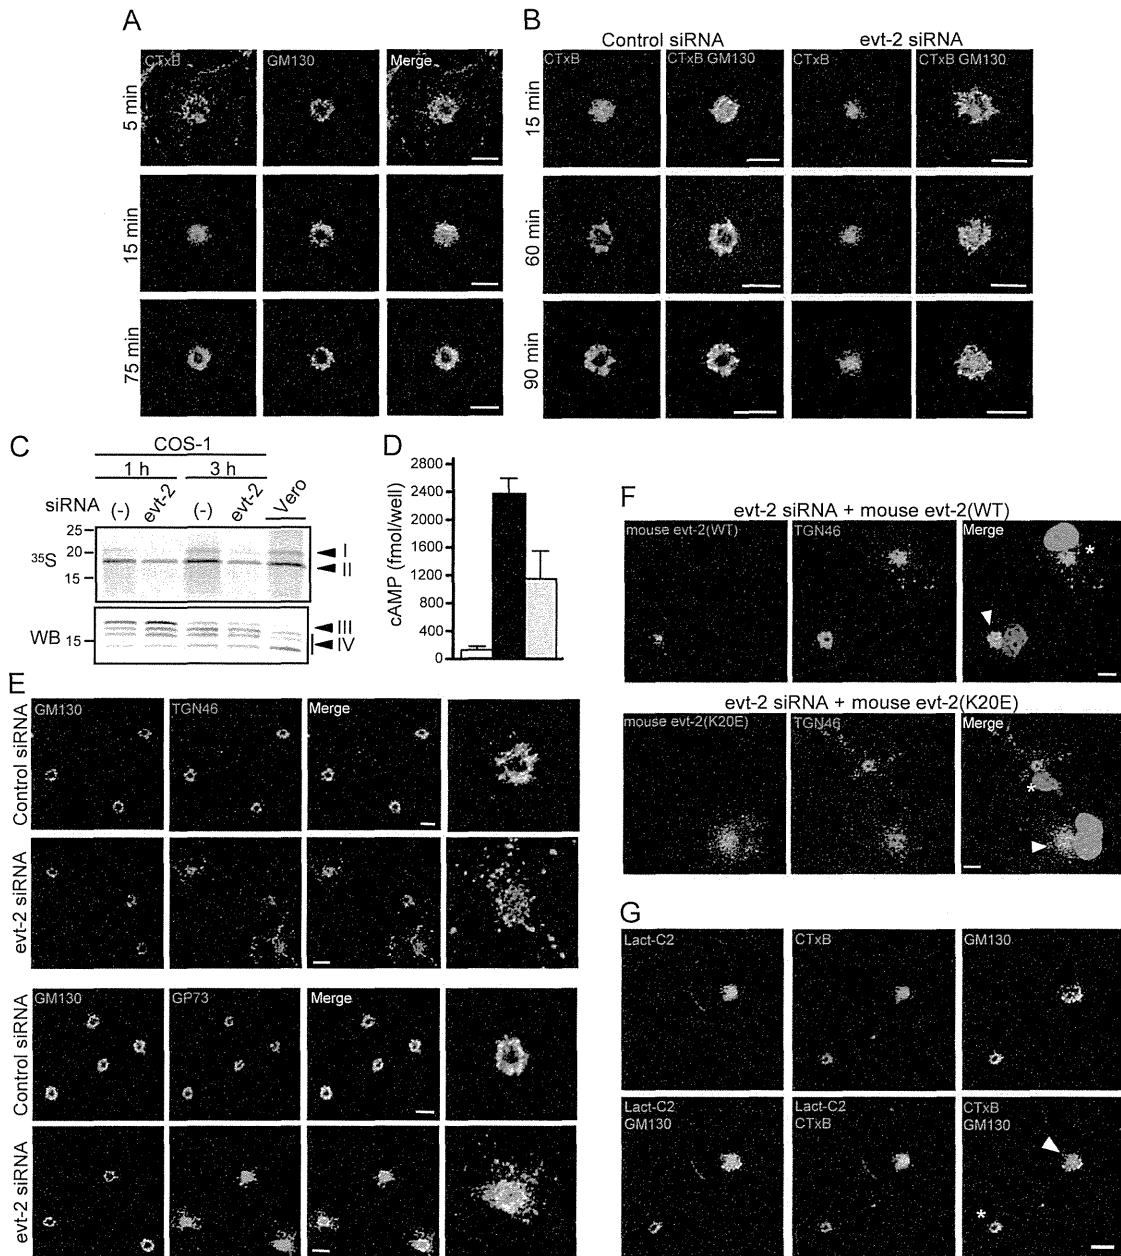 A
CTxB GM130 Merge
5 min
15 min
75 min
B
Control siRNA evt-2 siRNA
CTxB CTxB GM130 CTxB CTxB GM130
15 min
60 min
90 min
C
COS-1
1 h 3 h
siRNA (-) evt-2 (-) evt-2 Vero
25
20
15
35S
I
II
WB 15
III
IV
D
cAMP (fmol/well)
2800
2400
2000
1600
1200
800
400
0
E
Control siRNA
GM130 TGN46 Merge
evt-2 siRNA
Control siRNA
GM130 GP73 Merge
evt-2 siRNA
F
evt-2 siRNA + mouse evt-2(WT)
mouse evt-2(WT) TGN46 Merge
*
evt-2 siRNA + mouse evt-2(K20E)
mouse evt-2(K20E) TGN46 Merge
*
G
Lact-C2 CTxB GM130
Lact-C2 Lact-C2 CTxB
GM130 CTxB GM130
*